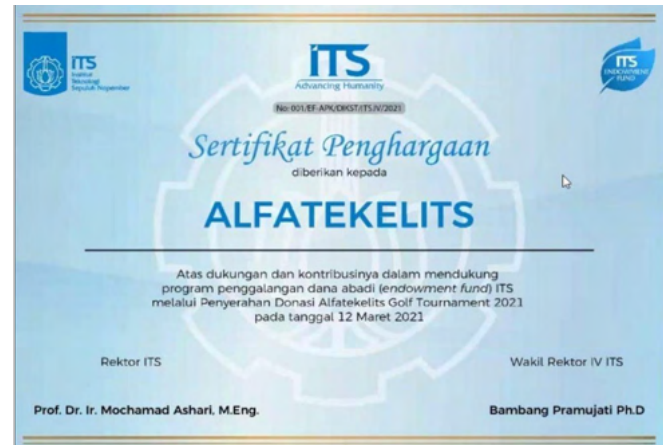 ITS
Institut
Teknologi
Sepuluh Nopember
ITS
Advancing Humanity
ITS
ENDOWMENT
FUND
No: 001/EF-APK/DIKST/ITS.IV/2021
Sertifikat Penghargaan
diberikan kepada
ALFATEKELITS
Atas dukungan dan kontribusinya dalam mendukung
program penggalangan dana abadi (endowment fund) ITS
melalui Penyerahan Donasi Alfatekelits Golf Tournament 2021
pada tanggal 12 Maret 2021
Rektor ITS
Wakil Rektor IV ITS
Prof. Dr. Ir. Mochamad Ashari, M.Eng.
Bambang Pramujati Ph.D